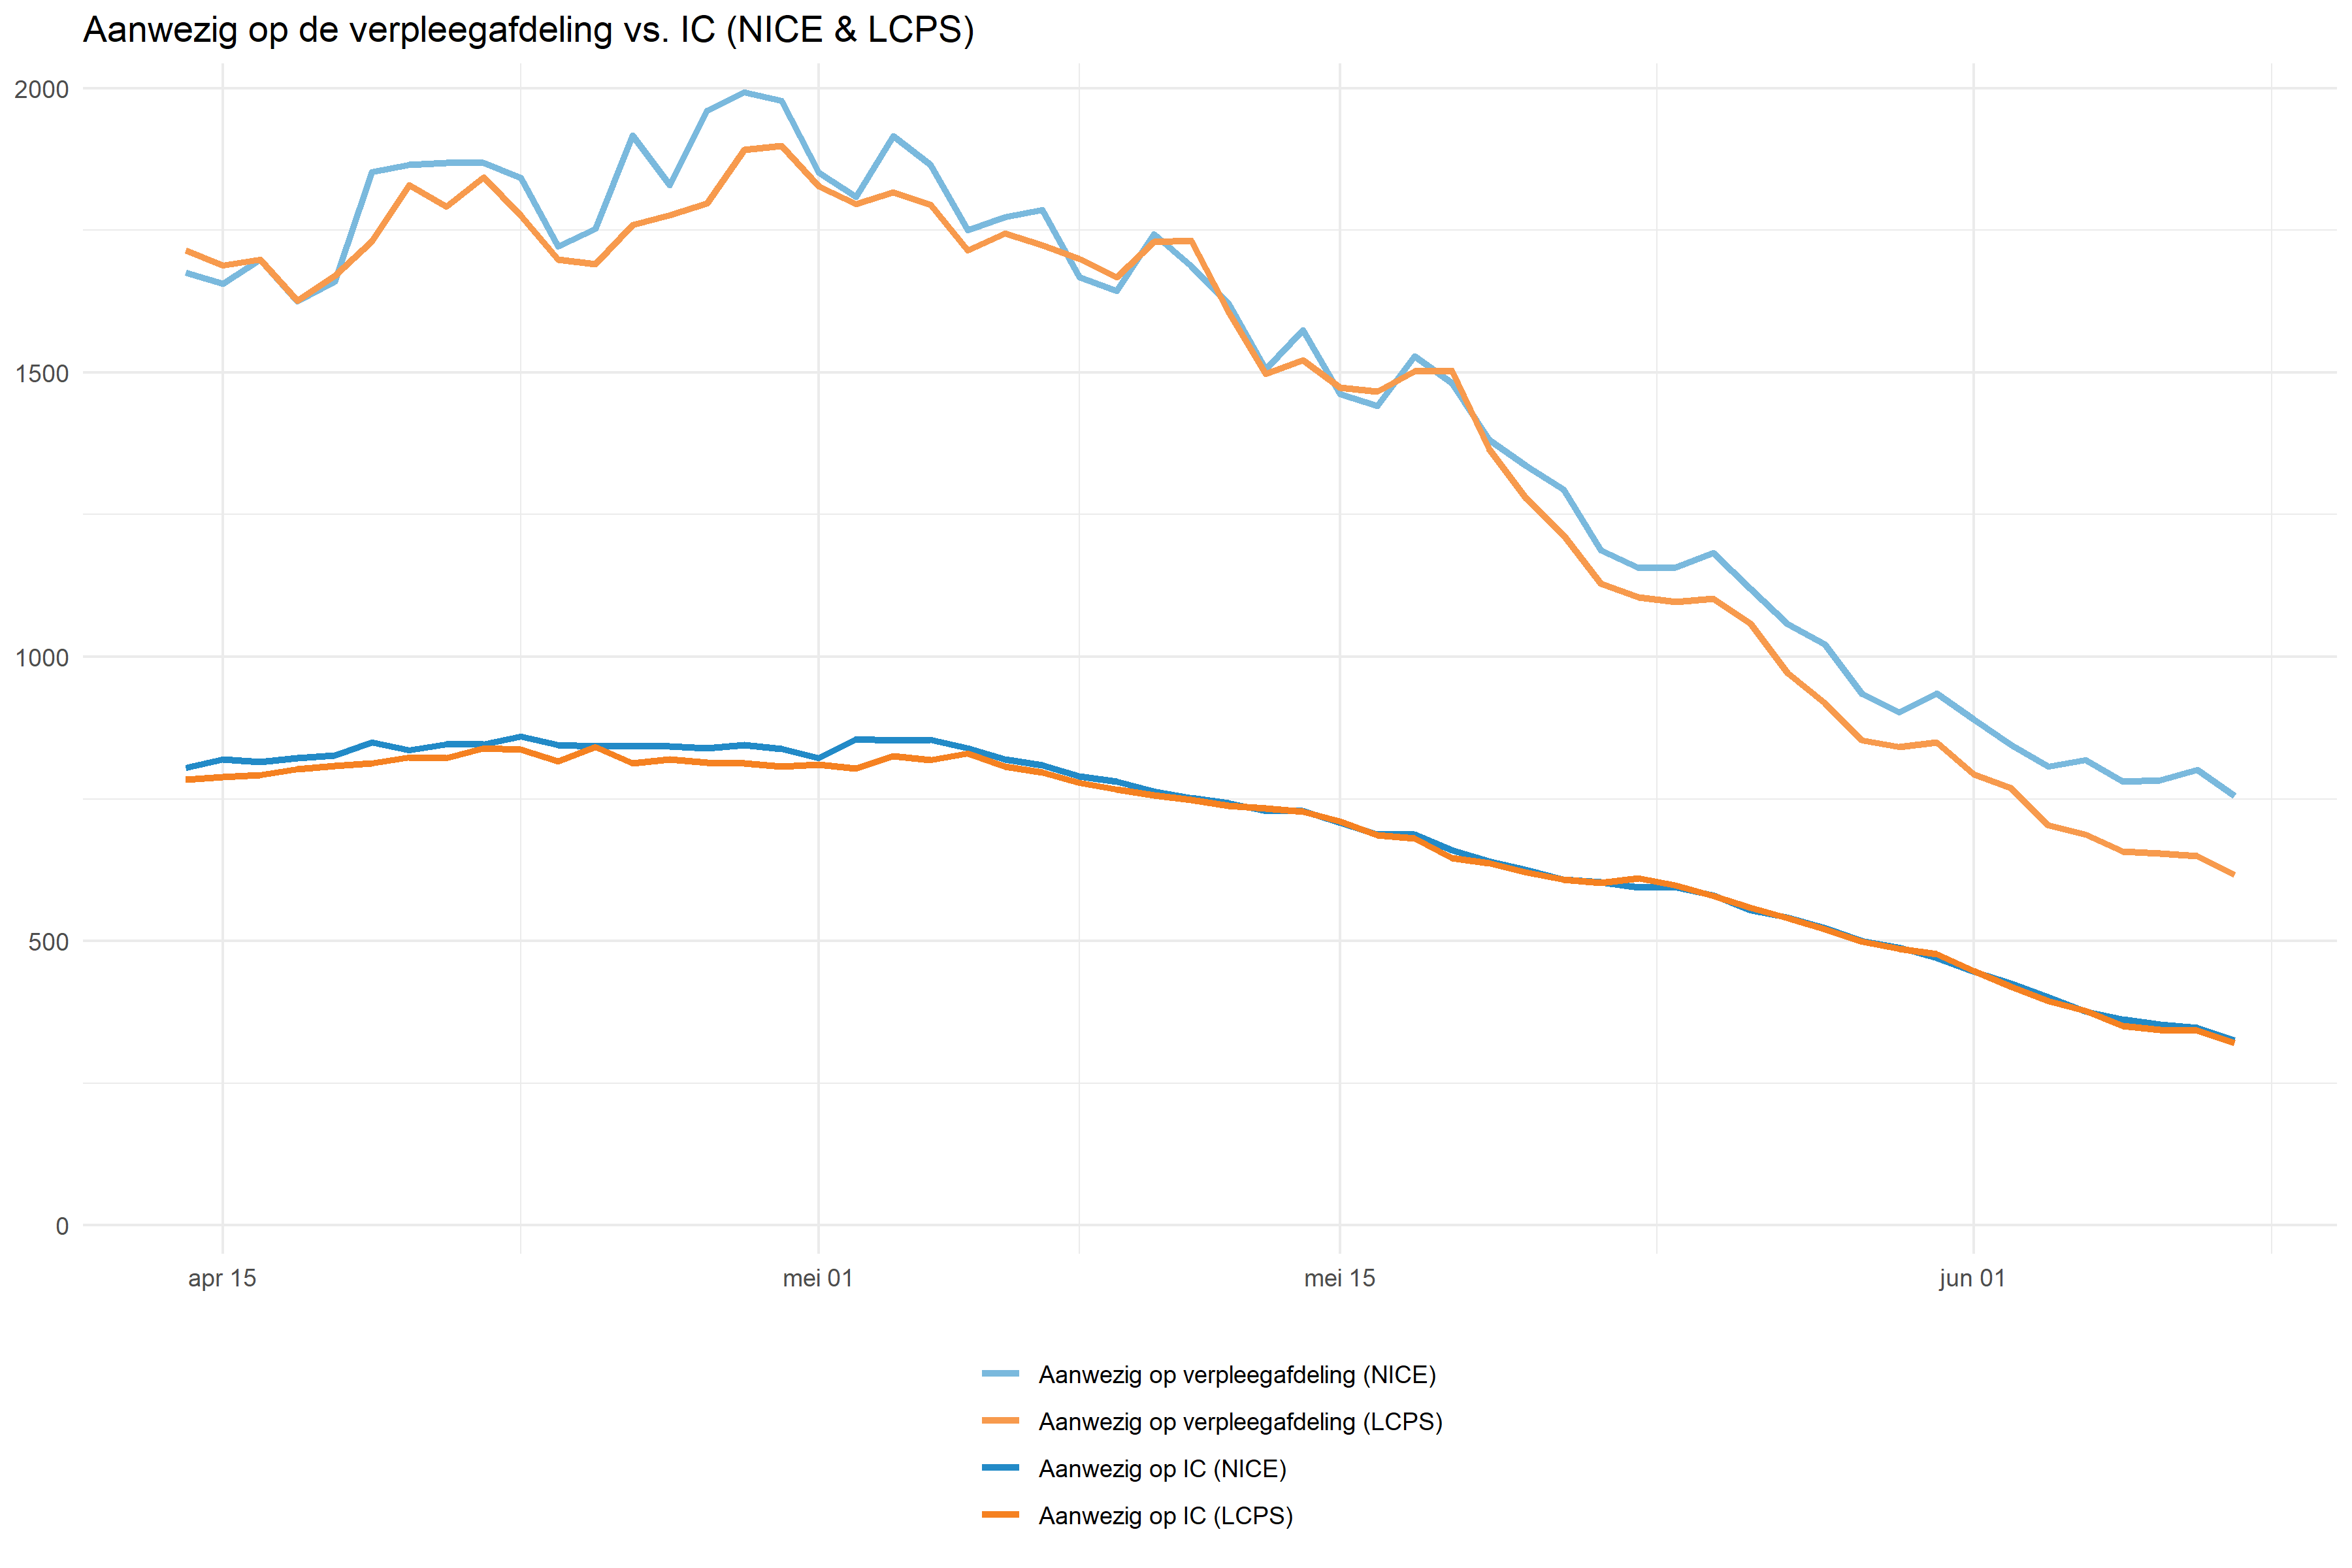 Aanwezig op de verpleegafdeling vs. IC (NICE & LCPS)
2000
1500
1000
500
0
apr 15
mei 01
mei 15
jun 01
Aanwezig op verpleegafdeling (NICE)
Aanwezig op verpleegafdeling (LCPS)
Aanwezig op IC (NICE)
Aanwezig op IC (LCPS)